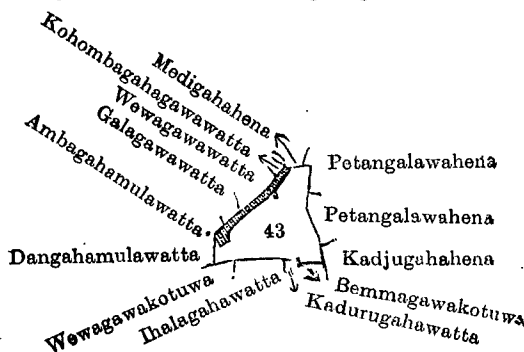 Medigahahena
Kohombagahagawawatta
Wewagawawatta
Galagawawatta
Ambagahamulawatta.
Petangalawahena
Petangalawahena
43
Dangahamulawatta
Kadjugahahena
Wewagawakotuwa
Ihalagahawatta
Bemmagawakotuwa
Kadurugahawatta